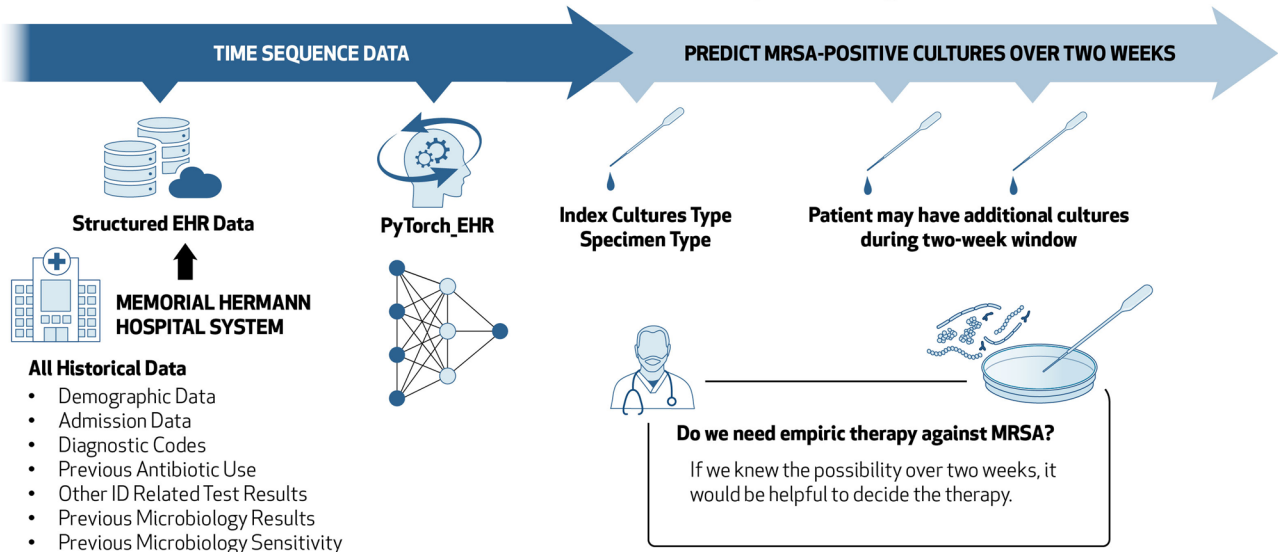 TIME SEQUENCE DATA
PREDICT MRSA-POSITIVE CULTURES OVER TWO WEEKS
Structured EHR Data
PyTorch_EHR
Index Cultures Type
Specimen Type
Patient may have additional cultures
during two-week window
MEMORIAL HERMANN
HOSPITAL SYSTEM
All Historical Data
• Demographic Data
• Admission Data
• Diagnostic Codes
• Previous Antibiotic Use
• Other ID Related Test Results
• Previous Microbiology Results
• Previous Microbiology Sensitivity
Do we need empiric therapy against MRSA?
If we knew the possibility over two weeks, it
would be helpful to decide the therapy.